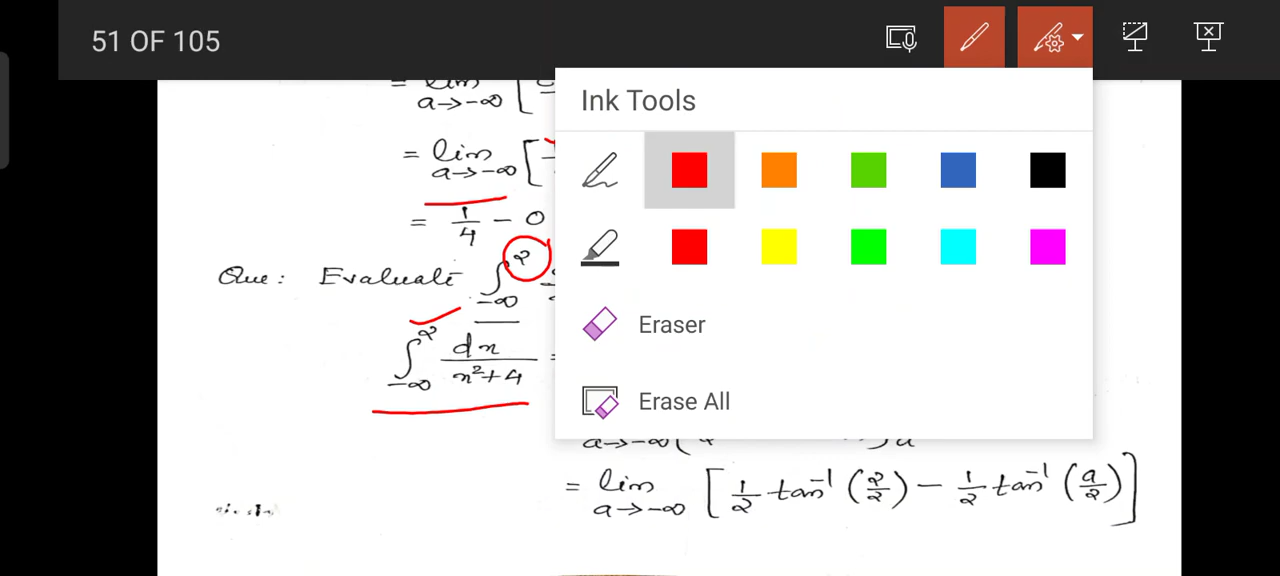 51 OF 105
Ink Tools
Eraser
Erase All
a→-∞
= lim [
a→-∞
= 1/4 - 0
Que: Evaluate ∫_{-∞}^{2}
∫_{-∞}^{2} dx/(x²+4) =
a→-∞
= lim [ 1/2 tan⁻¹ (2/2) - 1/2 tan⁻¹ (a/2) ]
a→-∞